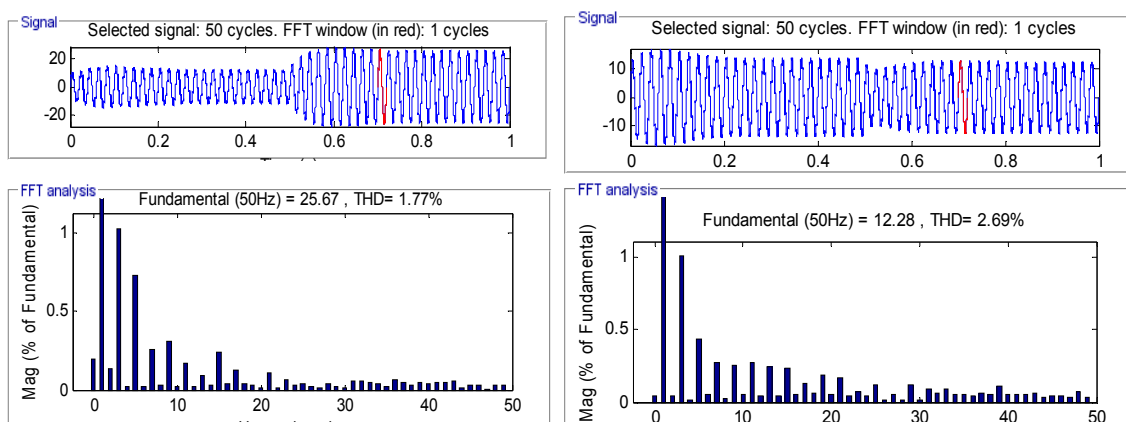 Signal
Selected signal: 50 cycles. FFT window (in red): 1 cycles
20
0
-20
0 0.2 0.4 0.6 0.8 1
FFT analysis
Fundamental (50Hz) = 25.67 , THD= 1.77%
Mag (% of Fundamental)
1
0.5
0
0 10 20 30 40 50
Signal
Selected signal: 50 cycles. FFT window (in red): 1 cycles
10
0
-10
0 0.2 0.4 0.6 0.8 1
FFT analysis
Fundamental (50Hz) = 12.28 , THD= 2.69%
Mag (% of Fundamental)
1
0.5
0
0 10 20 30 40 50